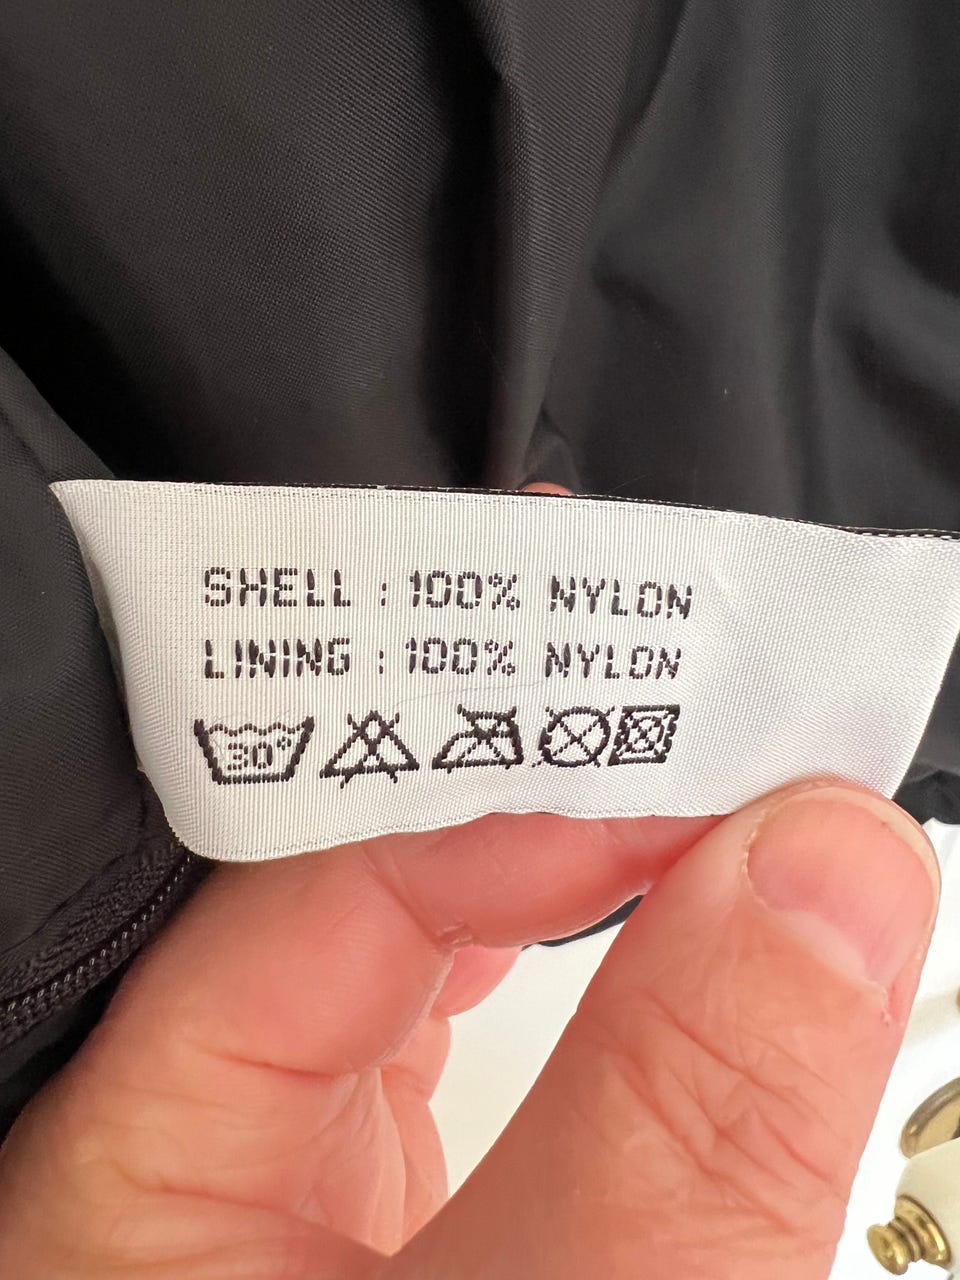 SHELL : 100% NYLON
LINING : 100% NYLON
30°